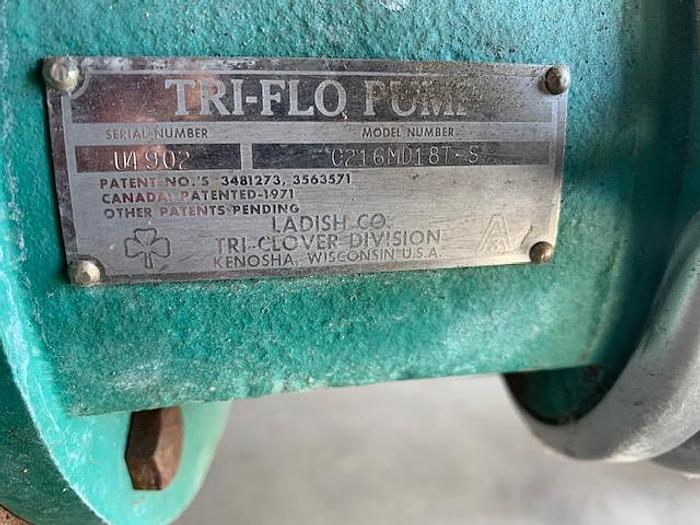 TRI-FLO PUMP
SERIAL NUMBER MODEL NUMBER
U4902 C216MD18T-S
PATENT NO.'S 3481273, 3563571
CANADA: PATENTED-1971
OTHER PATENTS PENDING
LADISH CO.
TRI-CLOVER DIVISION
KENOSHA, WISCONSIN U.S.A.